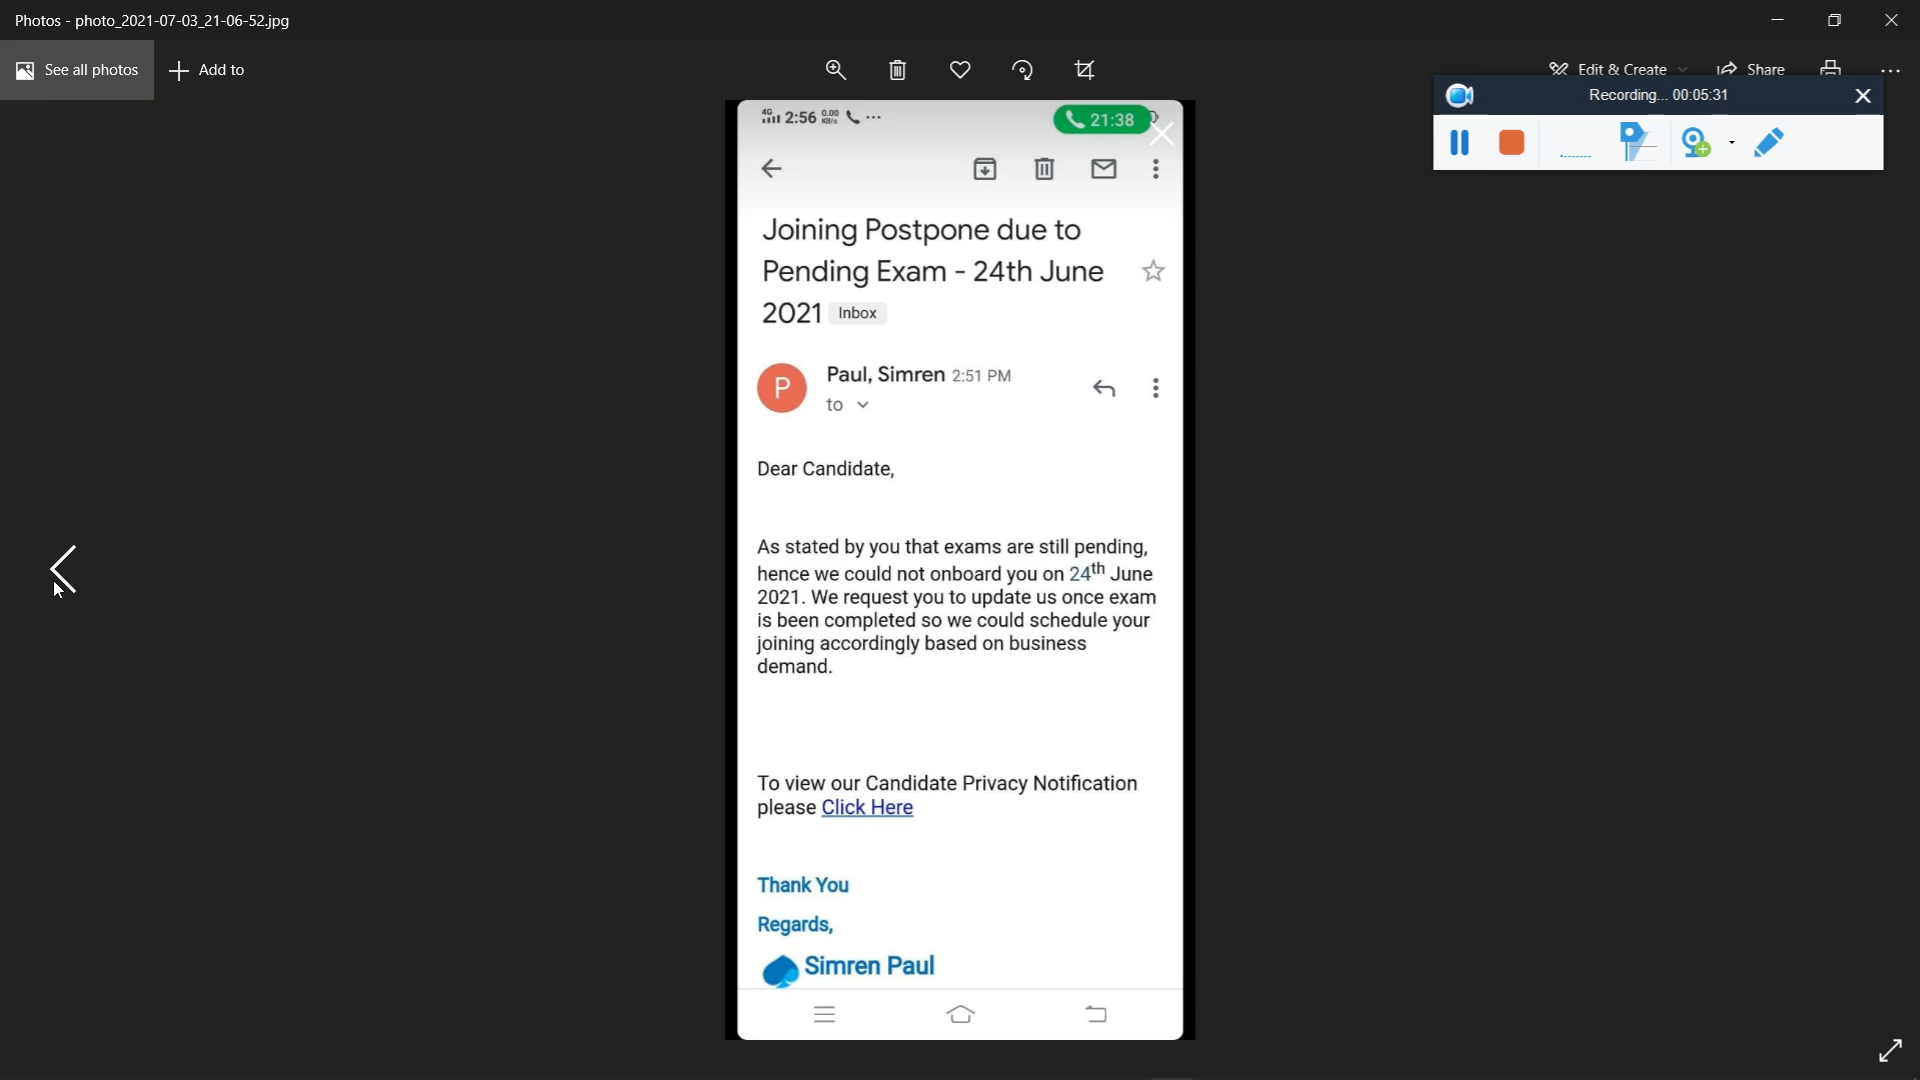 Photos - photo_2021-07-03_21-06-52.jpg
See all photos
Add to
Edit & Create
Share
Recording... 00:05:31
4G 2:56 0.00 KB/s
21:38
Joining Postpone due to
Pending Exam - 24th June
2021 Inbox
P
Paul, Simren 2:51 PM
to
Dear Candidate,
As stated by you that exams are still pending,
hence we could not onboard you on 24th June
2021. We request you to update us once exam
is been completed so we could schedule your
joining accordingly based on business
demand.
To view our Candidate Privacy Notification
please Click Here
Thank You
Regards,
Simren Paul